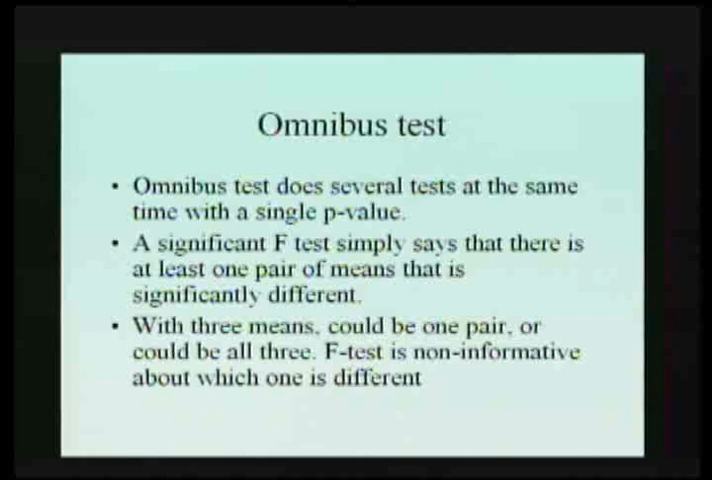 Omnibus test
• Omnibus test does several tests at the same
time with a single p-value.
• A significant F test simply says that there is
at least one pair of means that is
significantly different.
• With three means, could be one pair, or
could be all three. F-test is non-informative
about which one is different